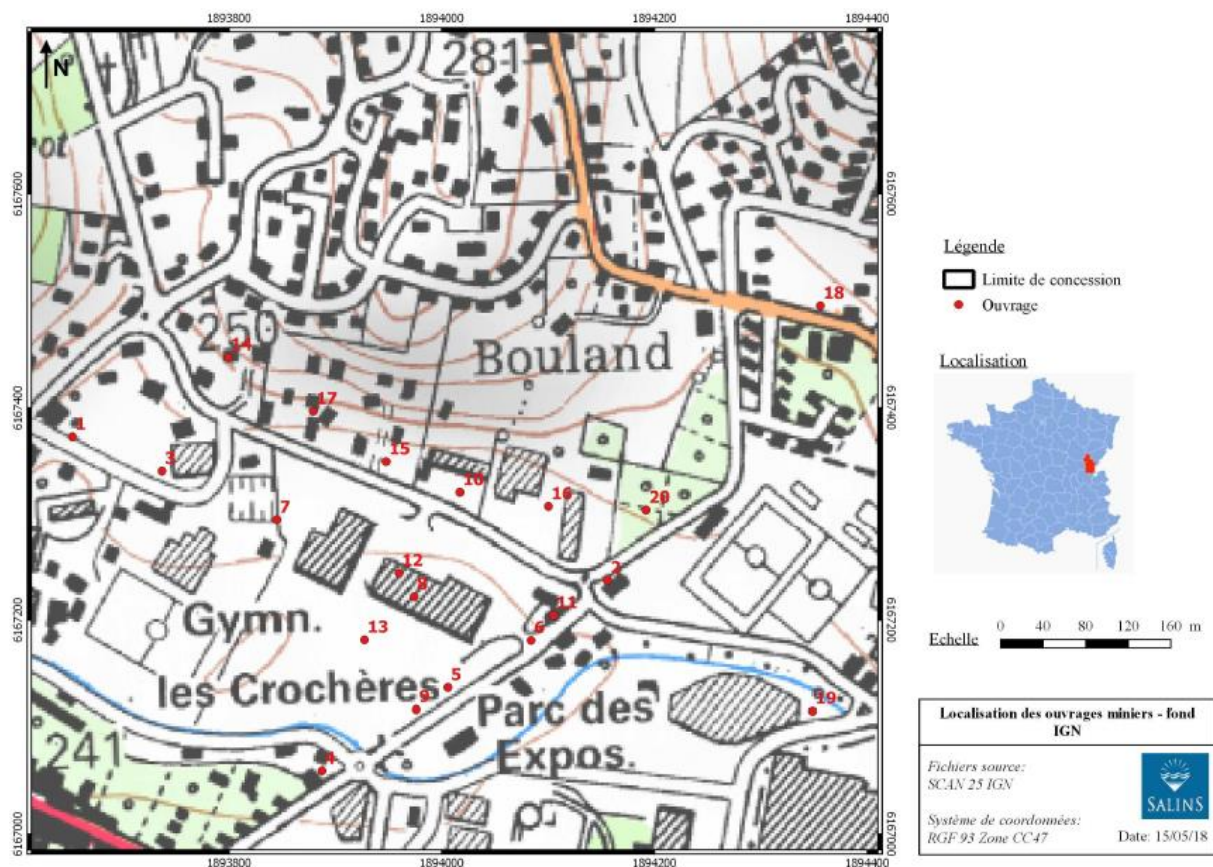 1893800 1894000 1894200 1894400
N
281
ot
6167600 6167600
18
250
14
Bouland
17
6167400 6167400
1
15
3
10
16
20
7
12
8
2
11
6167200 6167200
Gymn.
13
6
5
les Crochères
9
Parc des
19
Expos.
241
4
6167000 6167000
1893800 1894000 1894200 1894400
Légende
Limite de concession
Ouvrage
Localisation
Echelle 0 40 80 120 160 m
Localisation des ouvrages miniers - fond
IGN
Fichiers source:
SCAN 25 IGN
SALINS
Système de coordonnées:
RGF 93 Zone CC47
Date: 15/05/18